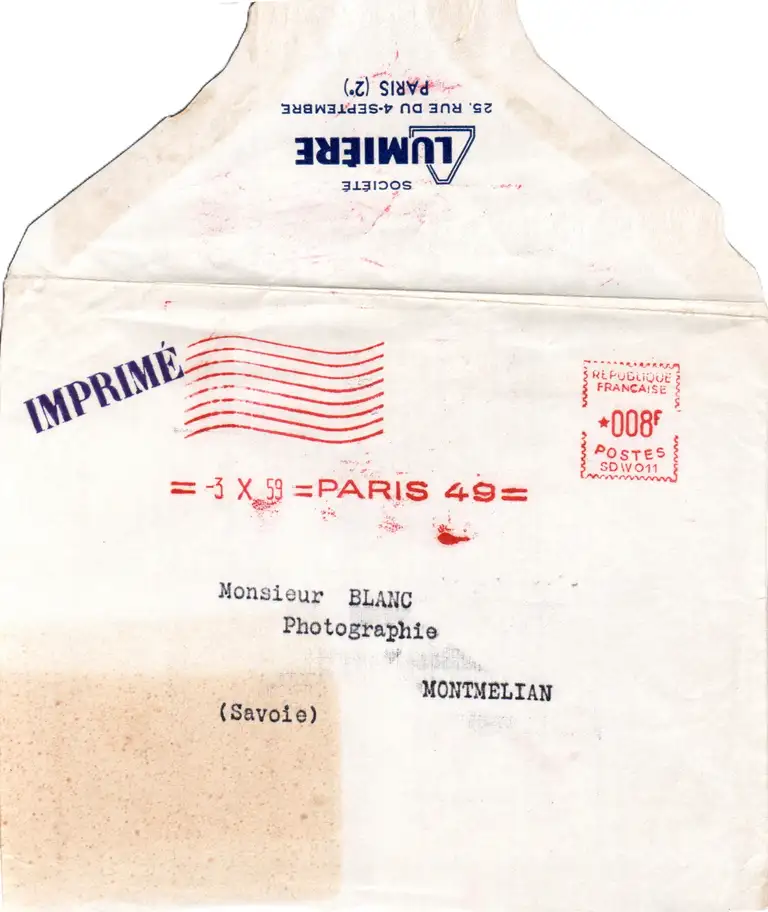 SOCIÉTÉ
LUMIÈRE
25, RUE DU 4-SEPTEMBRE
PARIS (2e)
IMPRIMÉ
RÉPUBLIQUE
FRANÇAISE
*008F
POSTES
SDW011
= -3 X 59 =PARIS 49=
Monsieur BLANC
Photographie
MONTMELIAN
(Savoie)